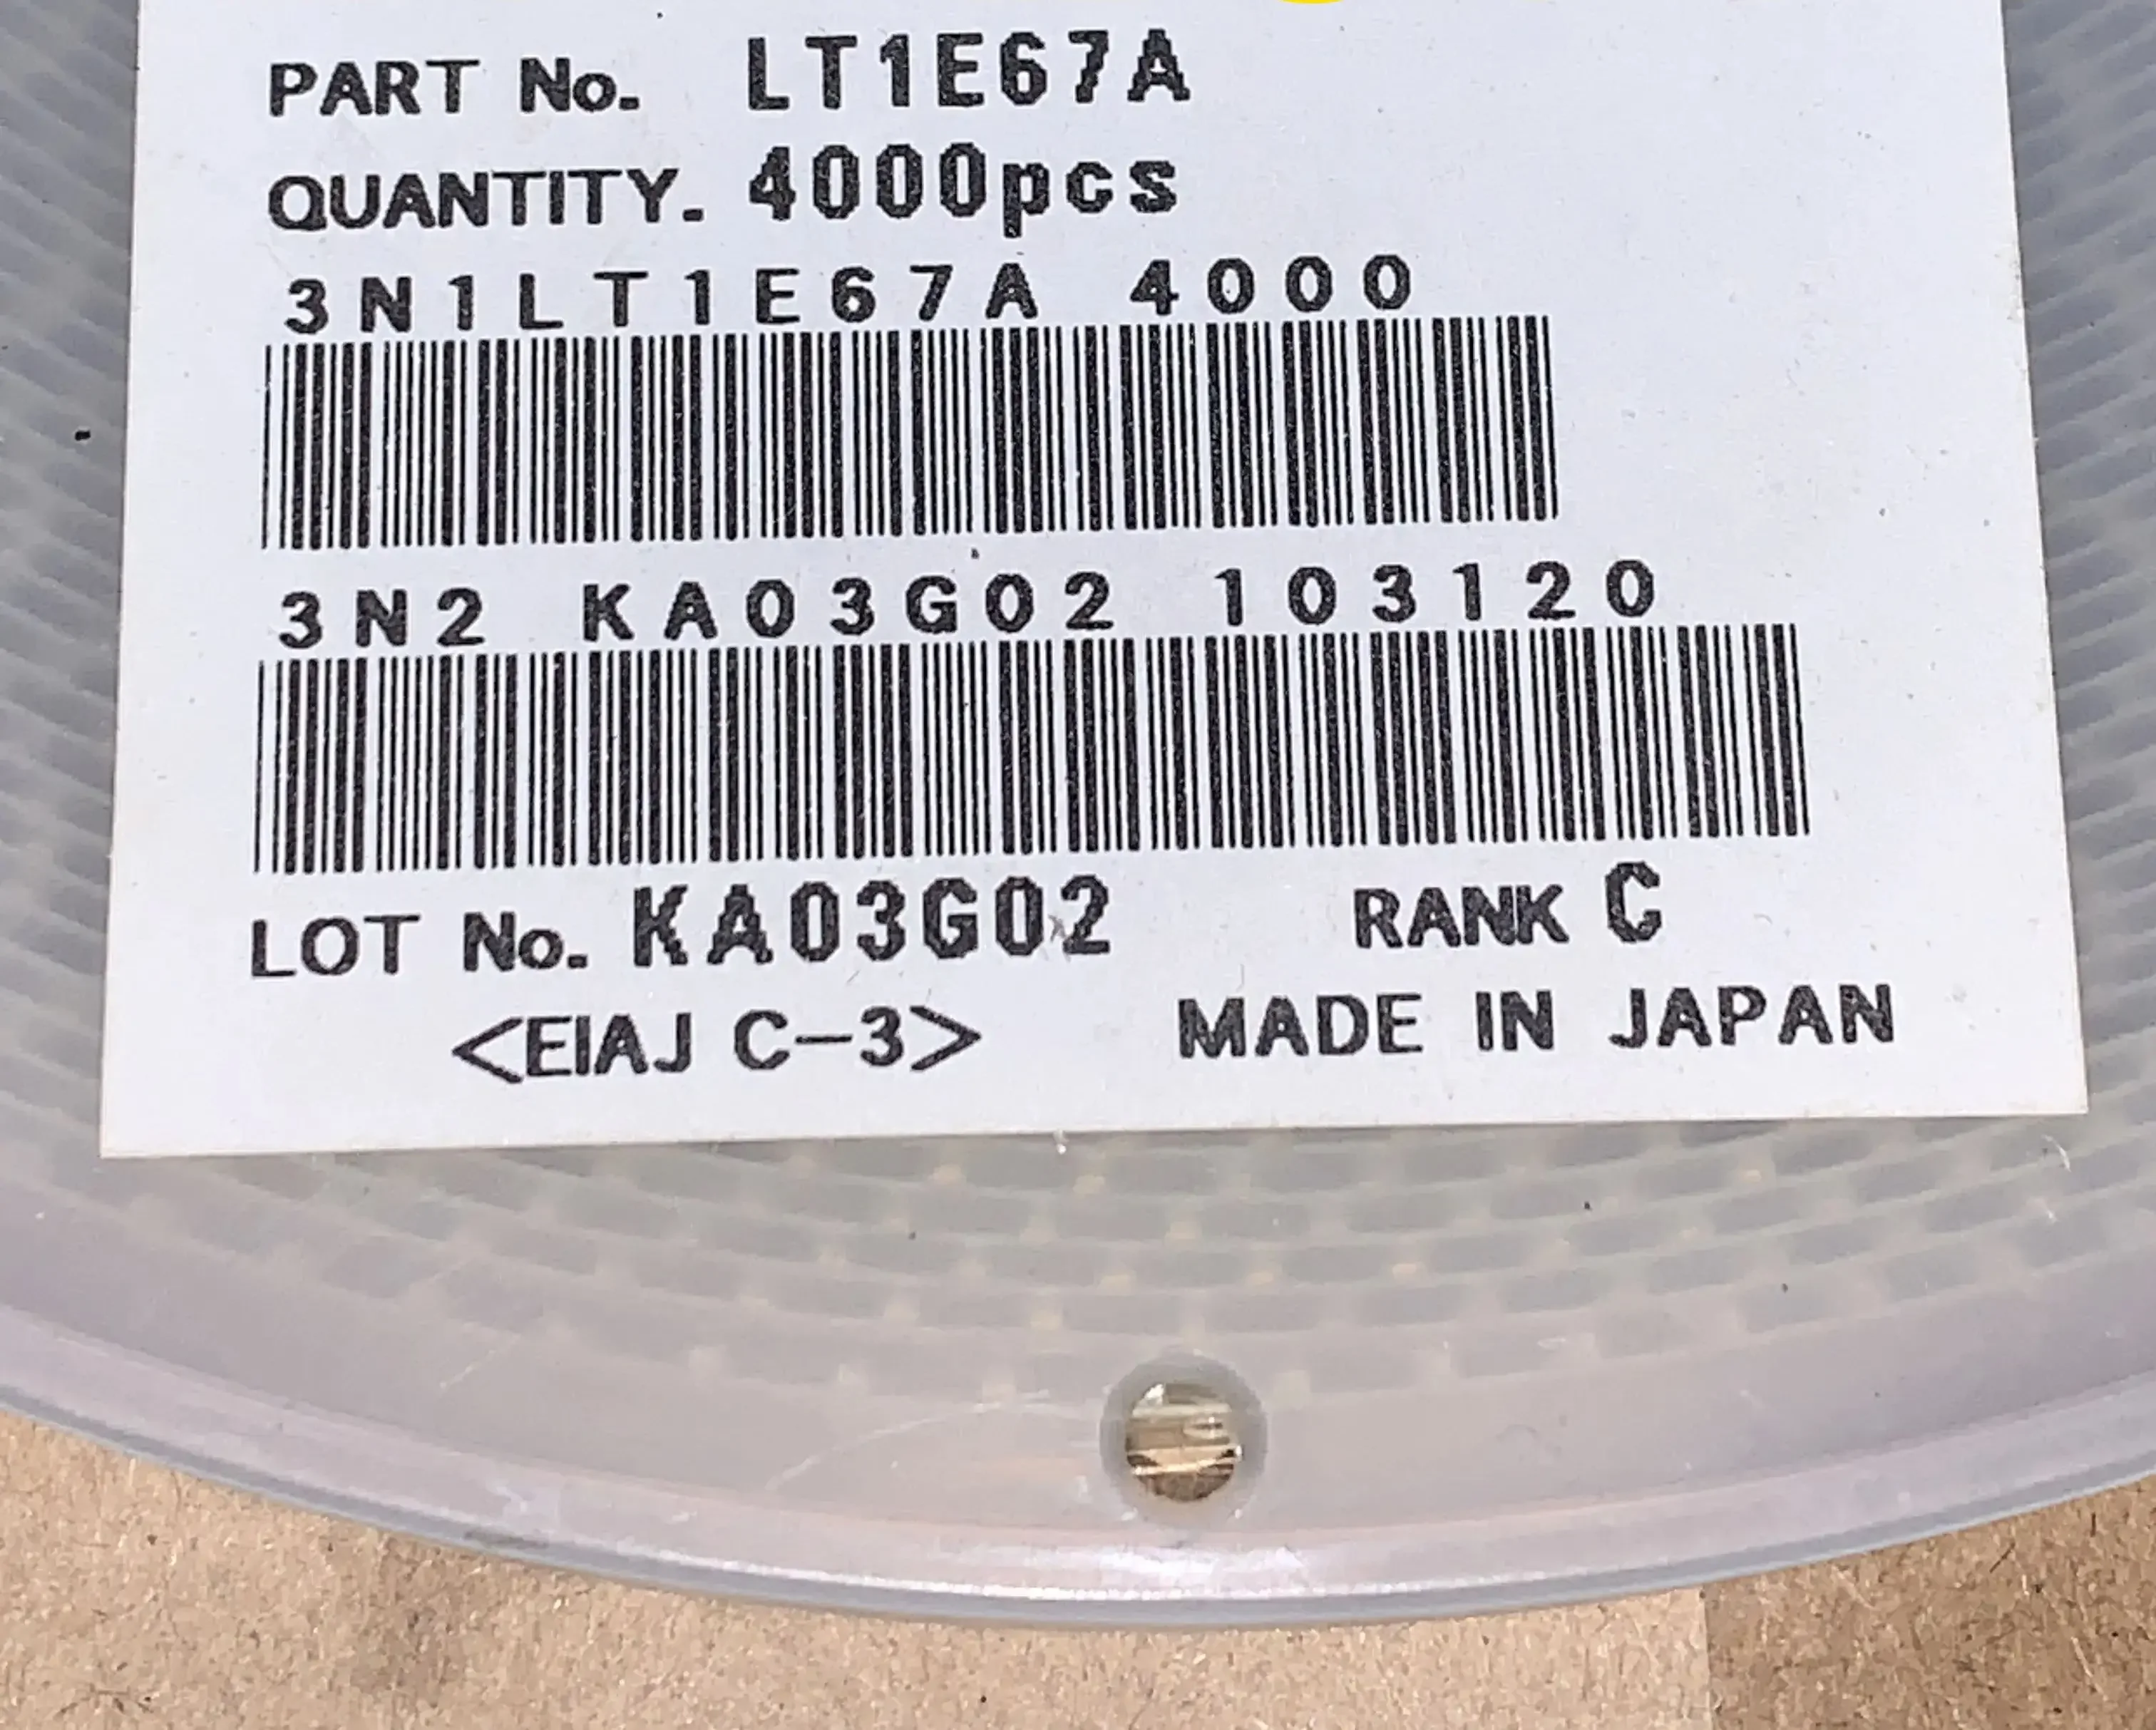 PART No. LT1E67A
QUANTITY. 4000pcs
3N1LT1E67A 4000
3N2 KA03G02 103120
LOT No. KA03G02 RANK C
<EIAJ C-3> MADE IN JAPAN